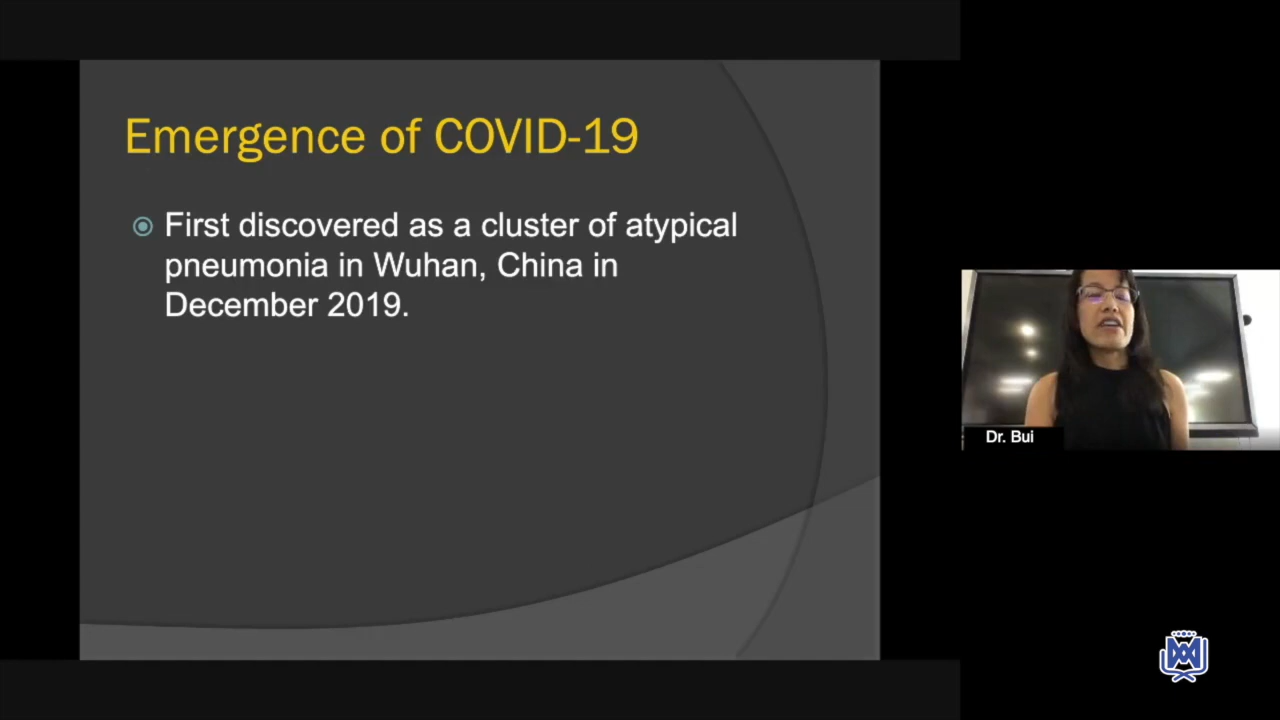 Emergence of COVID-19
First discovered as a cluster of atypical
pneumonia in Wuhan, China in
December 2019.
Dr. Bui